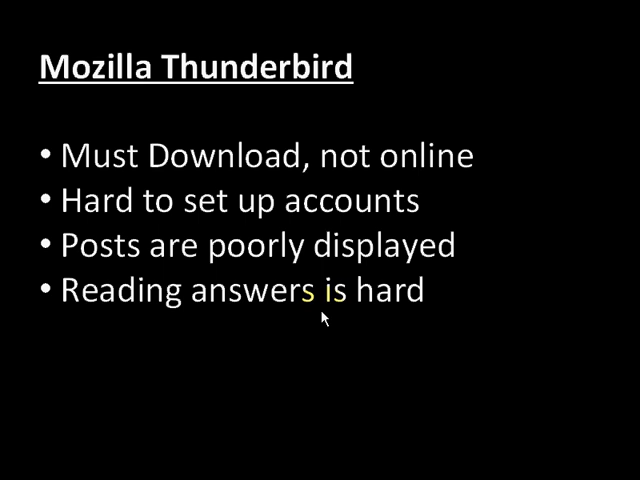 Mozilla Thunderbird
• Must Download, not online
• Hard to set up accounts
• Posts are poorly displayed
• Reading answers is hard